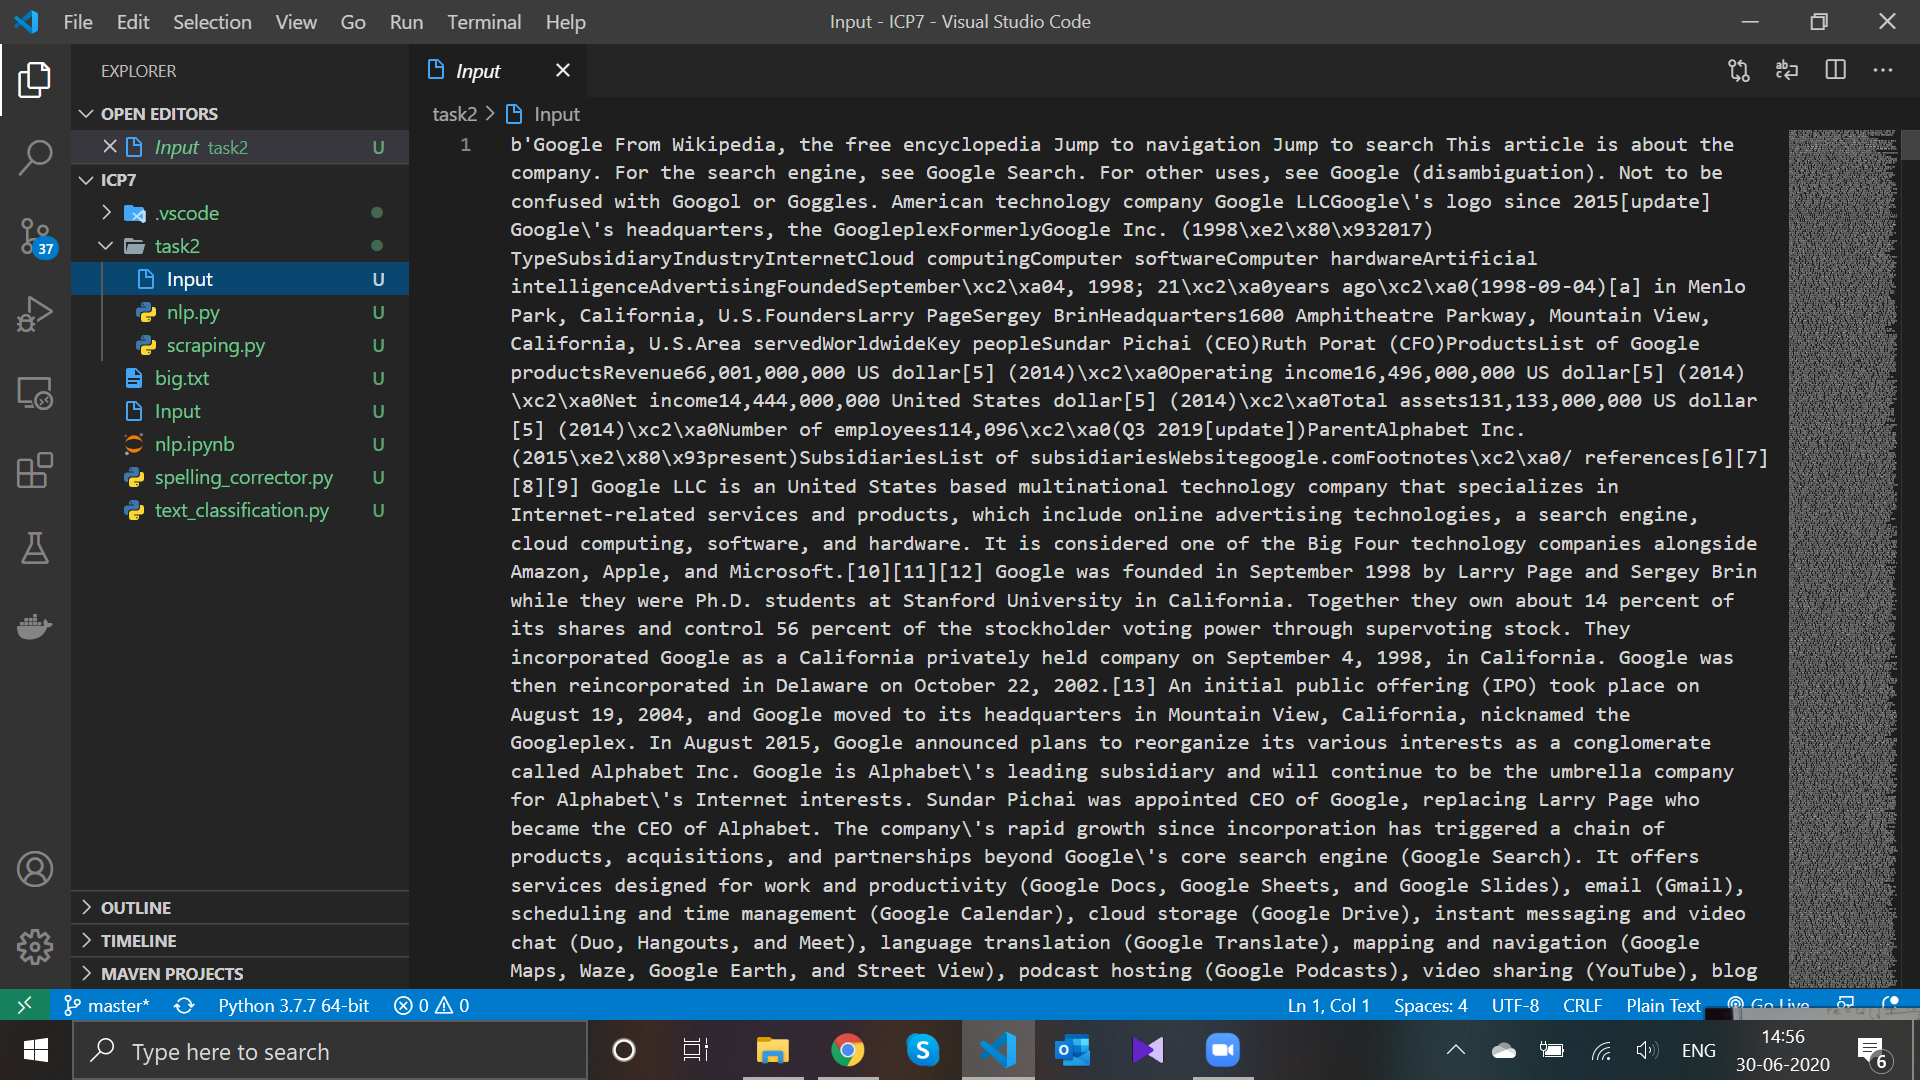 File Edit Selection View Go Run Terminal Help
Input - ICP7 - Visual Studio Code
EXPLORER
OPEN EDITORS
Input task2 U
ICP7
.vscode
task2
Input U
nlp.py U
scraping.py U
big.txt U
Input U
nlp.ipynb U
spelling_corrector.py U
text_classification.py U
OUTLINE
TIMELINE
MAVEN PROJECTS
37
Input
task2 > Input
1
b'Google From Wikipedia, the free encyclopedia Jump to navigation Jump to search This article is about the
company. For the search engine, see Google Search. For other uses, see Google (disambiguation). Not to be
confused with Googol or Goggles. American technology company Google LLCGoogle\'s logo since 2015[update]
Google\'s headquarters, the GoogleplexFormerlyGoogle Inc. (1998\xe2\x80\x932017)
TypeSubsidiaryIndustryInternetCloud computingComputer softwareComputer hardwareArtificial
intelligenceAdvertisingFoundedSeptember\xc2\xa04, 1998; 21\xc2\xa0years ago\xc2\xa0(1998-09-04)[a] in Menlo
Park, California, U.S.FoundersLarry PageSergey BrinHeadquarters1600 Amphitheatre Parkway, Mountain View,
California, U.S.Area servedWorldwideKey peopleSundar Pichai (CEO)Ruth Porat (CFO)ProductsList of Google
productsRevenue66,001,000,000 US dollar[5] (2014)\xc2\xa0Operating income16,496,000,000 US dollar[5] (2014)
\xc2\xa0Net income14,444,000,000 United States dollar[5] (2014)\xc2\xa0Total assets131,133,000,000 US dollar
[5] (2014)\xc2\xa0Number of employees114,096\xc2\xa0(Q3 2019[update])ParentAlphabet Inc.
(2015\xe2\x80\x93present)SubsidiariesList of subsidiariesWebsitegoogle.comFootnotes\xc2\xa0/ references[6][7]
[8][9] Google LLC is an United States based multinational technology company that specializes in
Internet-related services and products, which include online advertising technologies, a search engine,
cloud computing, software, and hardware. It is considered one of the Big Four technology companies alongside
Amazon, Apple, and Microsoft.[10][11][12] Google was founded in September 1998 by Larry Page and Sergey Brin
while they were Ph.D. students at Stanford University in California. Together they own about 14 percent of
its shares and control 56 percent of the stockholder voting power through supervoting stock. They
incorporated Google as a California privately held company on September 4, 1998, in California. Google was
then reincorporated in Delaware on October 22, 2002.[13] An initial public offering (IPO) took place on
August 19, 2004, and Google moved to its headquarters in Mountain View, California, nicknamed the
Googleplex. In August 2015, Google announced plans to reorganize its various interests as a conglomerate
called Alphabet Inc. Google is Alphabet\'s leading subsidiary and will continue to be the umbrella company
for Alphabet\'s Internet interests. Sundar Pichai was appointed CEO of Google, replacing Larry Page who
became the CEO of Alphabet. The company\'s rapid growth since incorporation has triggered a chain of
products, acquisitions, and partnerships beyond Google\'s core search engine (Google Search). It offers
services designed for work and productivity (Google Docs, Google Sheets, and Google Slides), email (Gmail),
scheduling and time management (Google Calendar), cloud storage (Google Drive), instant messaging and video
chat (Duo, Hangouts, and Meet), language translation (Google Translate), mapping and navigation (Google
Maps, Waze, Google Earth, and Street View), podcast hosting (Google Podcasts), video sharing (YouTube), blog
master* Python 3.7.7 64-bit 0 0 Ln 1, Col 1 Spaces: 4 UTF-8 CRLF Plain Text Go Live
Type here to search
ENG
14:56
30-06-2020
6